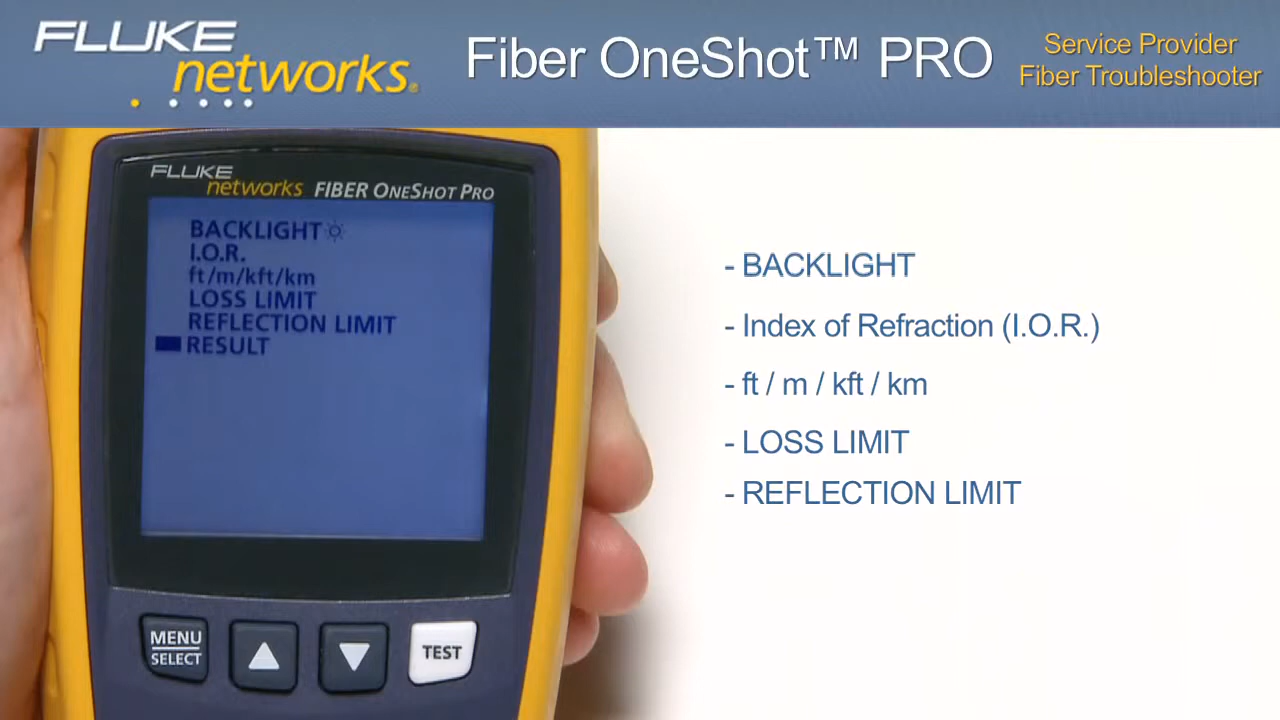 FLUKE
networks®
Fiber OneShot™ PRO
Service Provider
Fiber Troubleshooter
FLUKE
networks FIBER ONESHOT PRO
BACKLIGHT
I.O.R.
ft/m/kft/km
LOSS LIMIT
REFLECTION LIMIT
RESULT
MENU
SELECT
TEST
- BACKLIGHT
- Index of Refraction (I.O.R.)
- ft / m / kft / km
- LOSS LIMIT
- REFLECTION LIMIT